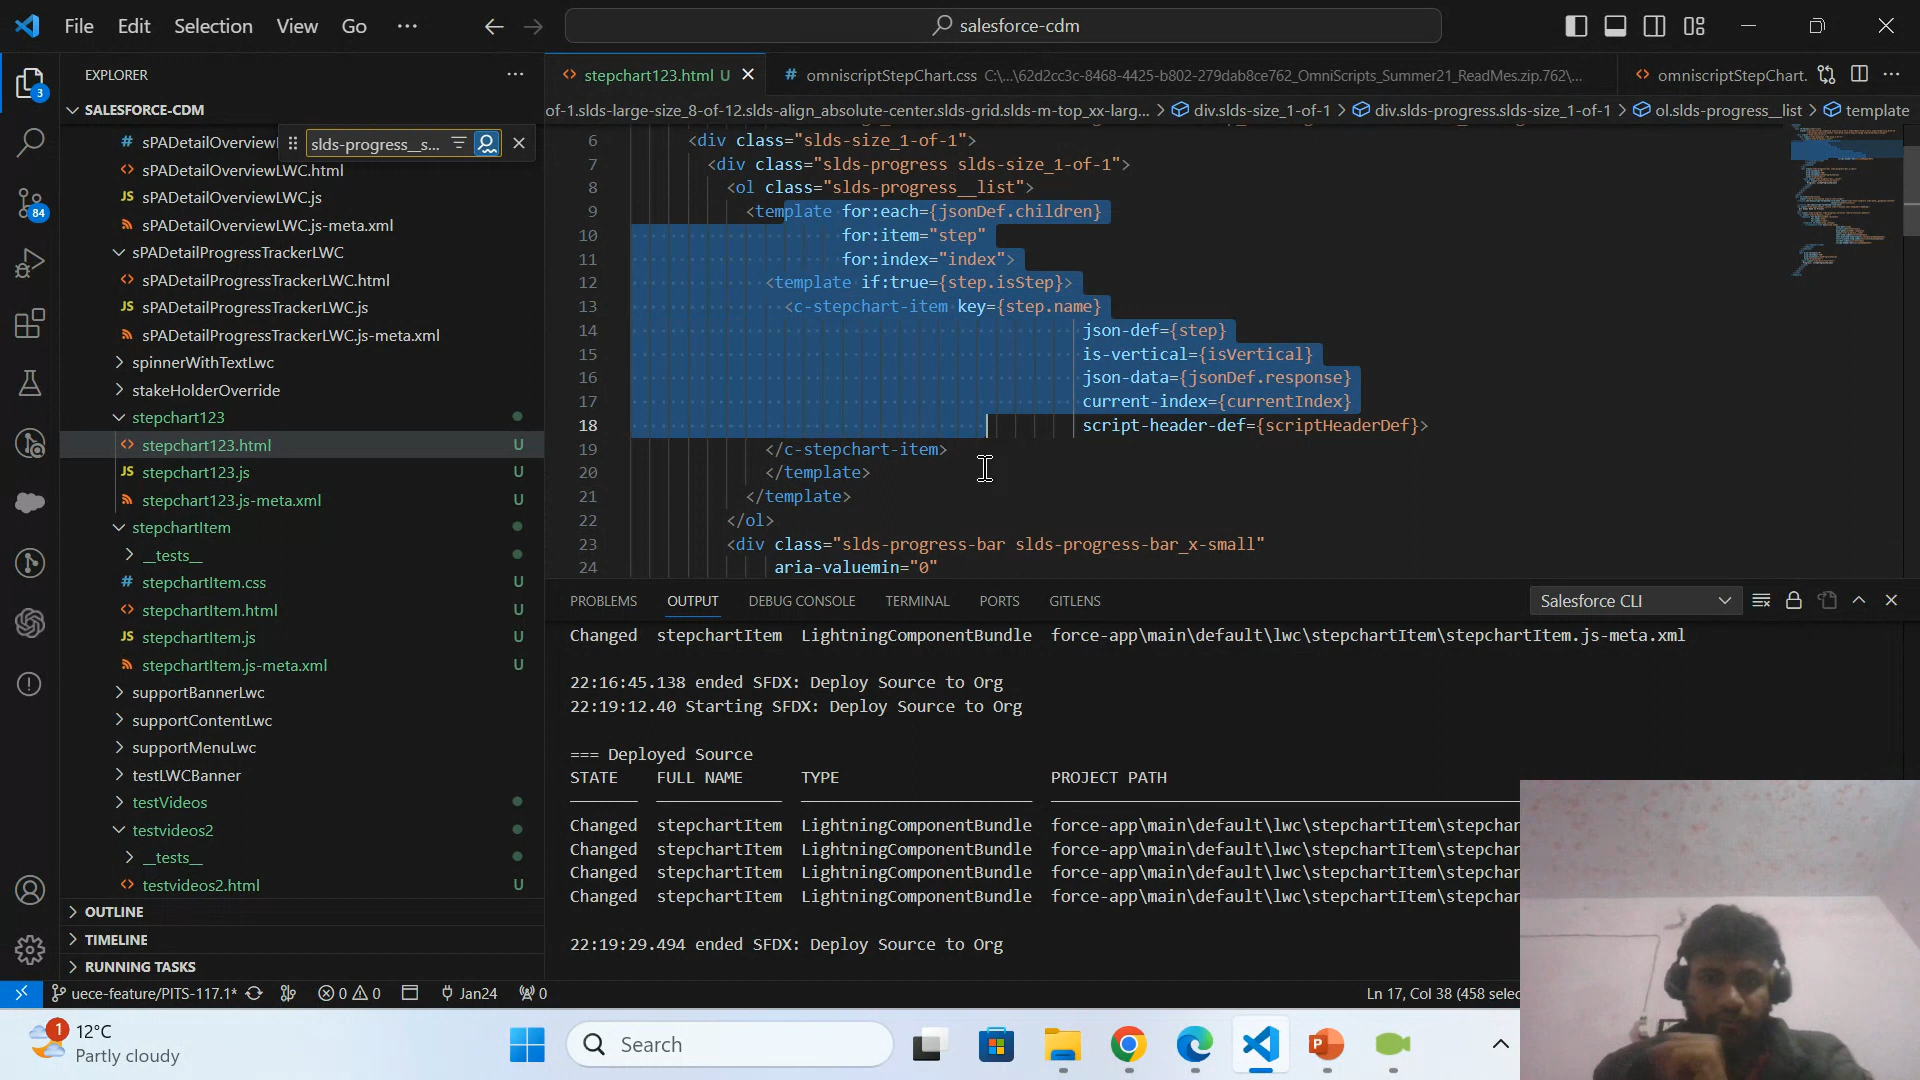 File Edit Selection View Go ···
salesforce-cdm
EXPLORER
SALESFORCE-CDM
slds-progress__s...
sPADetailOverview
sPADetailOverviewLWC.html
JS sPADetailOverviewLWC.js
sPADetailOverviewLWC.js-meta.xml
sPADetailProgressTrackerLWC
sPADetailProgressTrackerLWC.html
JS sPADetailProgressTrackerLWC.js
sPADetailProgressTrackerLWC.js-meta.xml
spinnerWithTextLwc
stakeHolderOverride
stepchart123
stepchart123.html U
JS stepchart123.js U
stepchart123.js-meta.xml U
stepchartItem
__tests__
# stepchartItem.css U
stepchartItem.html U
JS stepchartItem.js U
stepchartItem.js-meta.xml U
supportBannerLwc
supportContentLwc
supportMenuLwc
testLWCBanner
testVideos
testvideos2
__tests__
testvideos2.html U
OUTLINE
TIMELINE
RUNNING TASKS
3
84
stepchart123.html U
# omniscriptStepChart.css C:\...\62d2cc3c-8468-4425-b802-279dab8ce762_OmniScripts_Summer21_ReadMes.zip.762\...
omniscriptStepChart.
of-1.slds-large-size_8-of-12.slds-align_absolute-center.slds-grid.slds-m-top_xx-larg... > div.slds-size_1-of-1 > div.slds-progress.slds-size_1-of-1 > ol.slds-progress__list > template
6 <div class="slds-size_1-of-1">
7 <div class="slds-progress slds-size_1-of-1">
8 <ol class="slds-progress__list">
9 <template for:each={jsonDef.children}
10 for:item="step"
11 for:index="index">
12 <template if:true={step.isStep}>
13 <c-stepchart-item key={step.name}
14 json-def={step}
15 is-vertical={isVertical}
16 json-data={jsonDef.response}
17 current-index={currentIndex}
18 script-header-def={scriptHeaderDef}>
19 </c-stepchart-item>
20 </template>
21 </template>
22 </ol>
23 <div class="slds-progress-bar slds-progress-bar_x-small"
24 aria-valuemin="0"
PROBLEMS OUTPUT DEBUG CONSOLE TERMINAL PORTS GITLENS
Salesforce CLI
Changed stepchartItem LightningComponentBundle force-app\main\default\lwc\stepchartItem\stepchartItem.js-meta.xml
22:16:45.138 ended SFDX: Deploy Source to Org
22:19:12.40 Starting SFDX: Deploy Source to Org
=== Deployed Source
STATE FULL NAME TYPE PROJECT PATH
Changed stepchartItem LightningComponentBundle force-app\main\default\lwc\stepchartItem\stepchar
Changed stepchartItem LightningComponentBundle force-app\main\default\lwc\stepchartItem\stepchar
Changed stepchartItem LightningComponentBundle force-app\main\default\lwc\stepchartItem\stepchar
Changed stepchartItem LightningComponentBundle force-app\main\default\lwc\stepchartItem\stepchar
22:19:29.494 ended SFDX: Deploy Source to Org
uece-feature/PITS-117.1* 0 0 Jan24 0
Ln 17, Col 38 (458 selec
1
12°C
Partly cloudy
Search